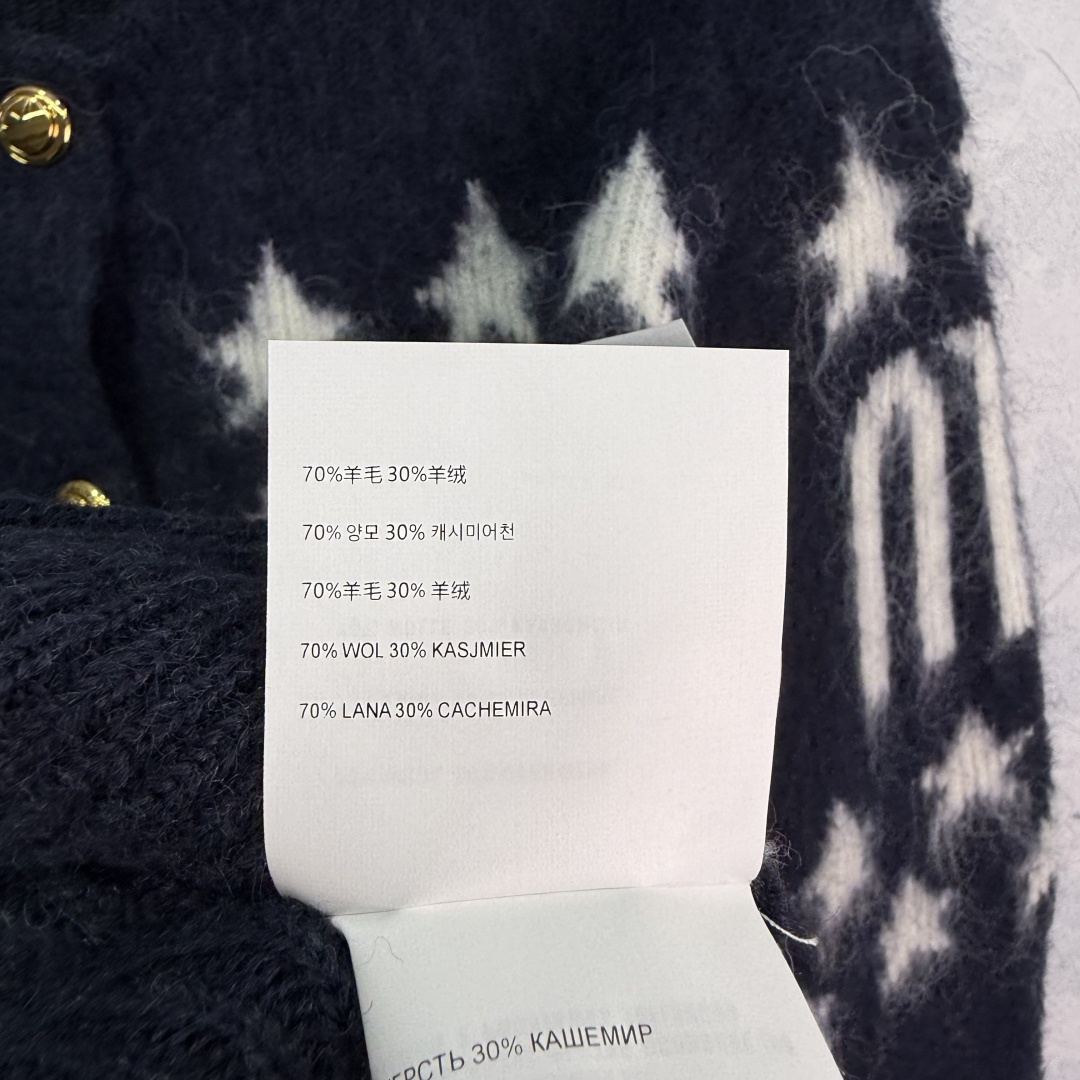 70%羊毛 30%羊绒
70% 양모 30% 캐시미어천
70%羊毛 30% 羊绒
70% WOL 30% KASJMIER
70% LANA 30% CACHEMIRA
30% КАШЕМИР